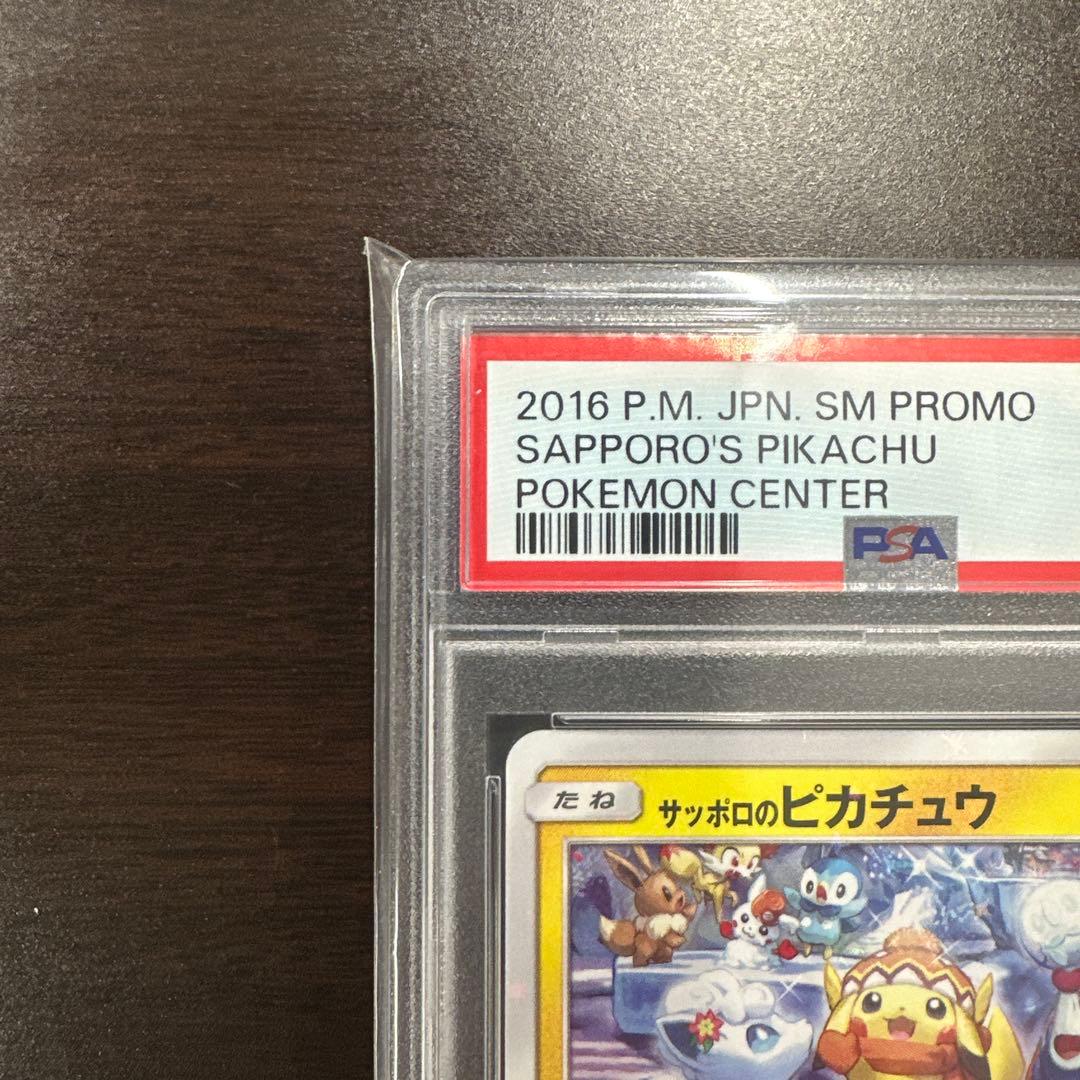 2016 P.M. JPN. SM PROMO
SAPPORO'S PIKACHU
POKEMON CENTER
PSA
たね サッポロのピカチュウ